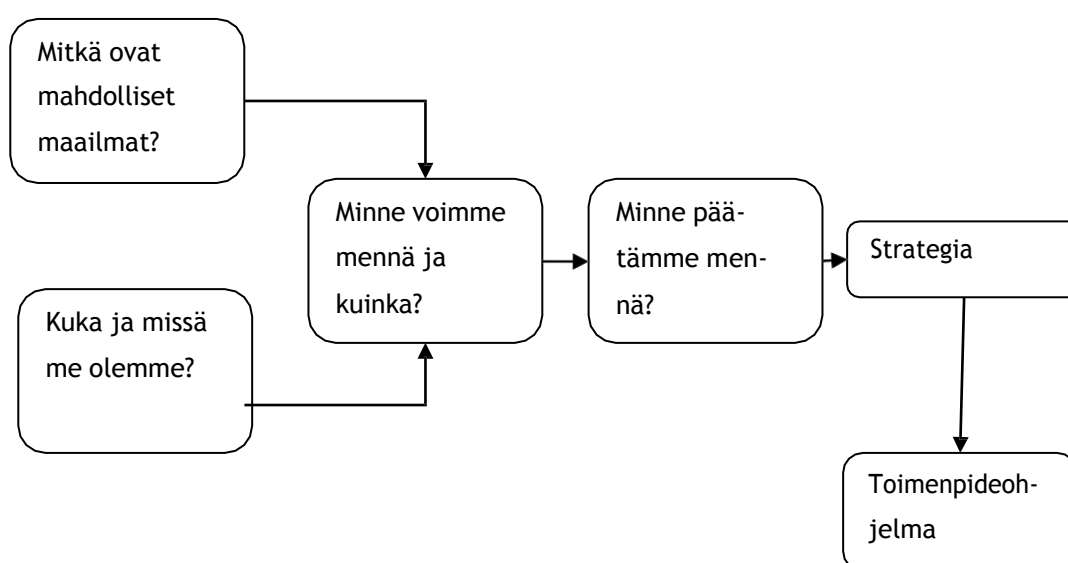 Mitkä ovat
mahdolliset
maailmat?
Kuka ja missä
me olemme?
Minne voimme
mennä ja
kuinka?
Minne pää-
tämme men-
nä?
Strategia
Toimenpideoh-
jelma